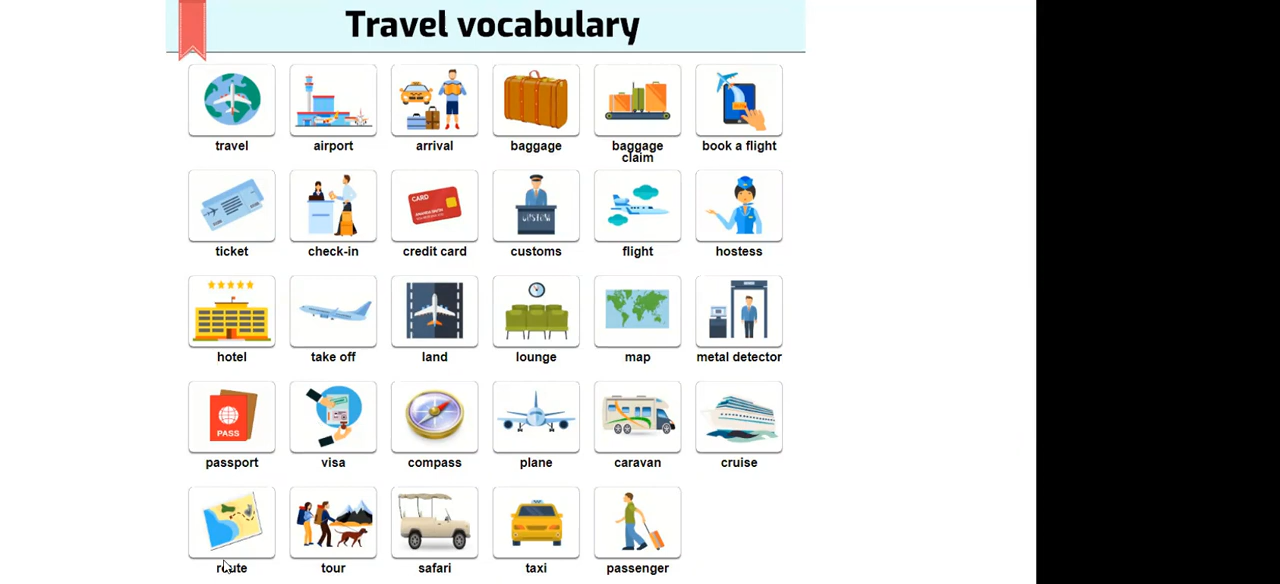 Travel vocabulary
travel airport arrival baggage baggage claim book a flight
CARD
CUSTOM
ticket check-in credit card customs flight hostess
hotel take off land lounge map metal detector
PASS
passport visa compass plane caravan cruise
route tour safari taxi passenger